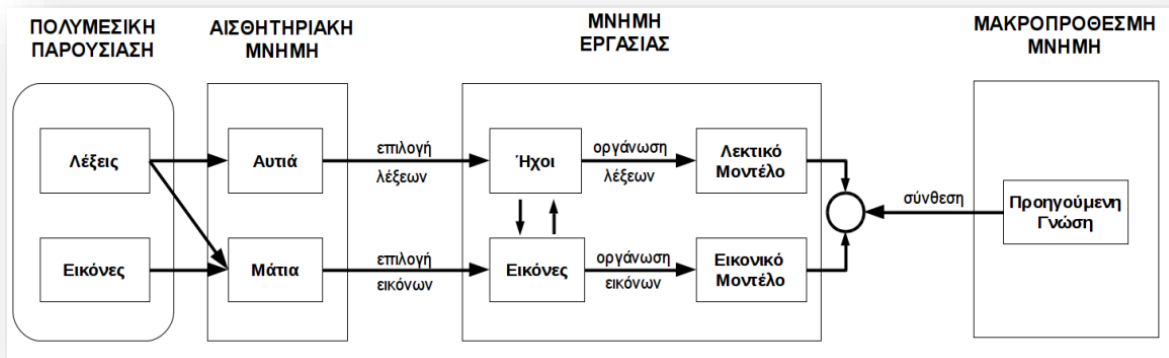 ΠΟΛΥΜΕΣΙΚΗ
ΠΑΡΟΥΣΙΑΣΗ
ΑΙΣΘΗΤΗΡΙΑΚΗ
ΜΝΗΜΗ
ΜΝΗΜΗ
ΕΡΓΑΣΙΑΣ
ΜΑΚΡΟΠΡΟΘΕΣΜΗ
ΜΝΗΜΗ
Λέξεις
Αυτιά
επιλογή
λέξεων
Ήχοι
οργάνωση
λέξεων
Λεκτικό
Μοντέλο
σύνθεση
Προηγούμενη
Γνώση
Εικόνες
Μάτια
επιλογή
εικόνων
Εικόνες
οργάνωση
εικόνων
Εικονικό
Μοντέλο